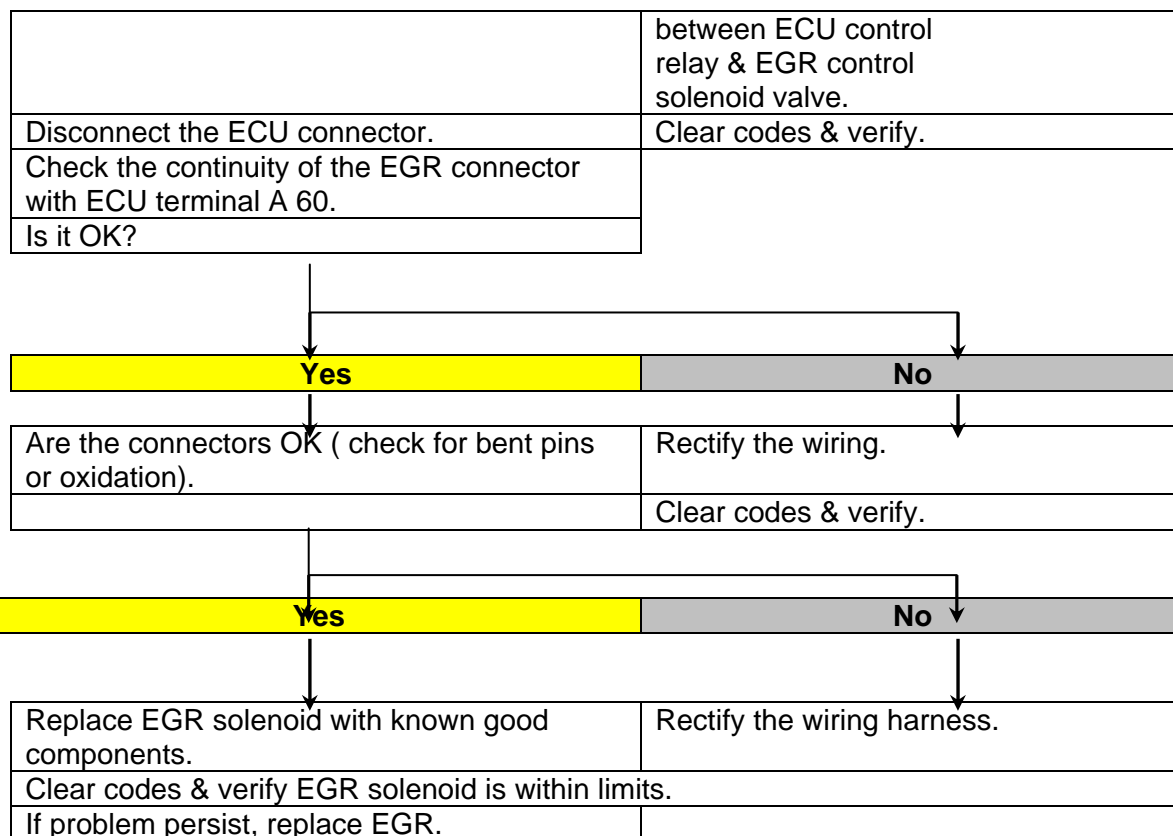 between ECU control
relay & EGR control
solenoid valve.
Disconnect the ECU connector.
Clear codes & verify.
Check the continuity of the EGR connector
with ECU terminal A 60.
Is it OK?
Yes
No
Are the connectors OK ( check for bent pins
or oxidation).
Rectify the wiring.
Clear codes & verify.
Yes
No
Replace EGR solenoid with known good
components.
Rectify the wiring harness.
Clear codes & verify EGR solenoid is within limits.
If problem persist, replace EGR.